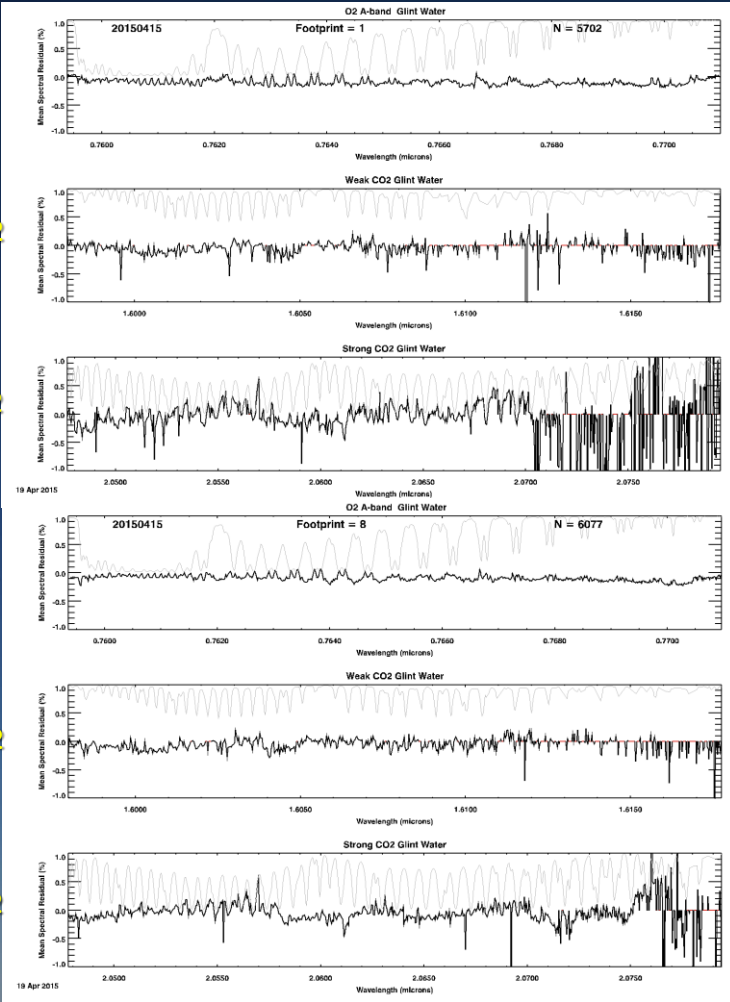 O2 A-band Glint Water
20150415 Footprint = 1 N = 5702
Mean Spectral Residual (%)
1.0
0.5
0.0
-0.5
-1.0
0.7600 0.7620 0.7640 0.7660 0.7680 0.7700
Wavelength (microns)
Weak CO2 Glint Water
Mean Spectral Residual (%)
1.0
0.5
0.0
-0.5
-1.0
1.6000 1.6050 1.6100 1.6150
Wavelength (microns)
Strong CO2 Glint Water
Mean Spectral Residual (%)
1.0
0.5
0.0
-0.5
-1.0
2.0500 2.0550 2.0600 2.0650 2.0700 2.0750
Wavelength (microns)
19 Apr 2015
O2 A-band Glint Water
20150415 Footprint = 8 N = 6077
Mean Spectral Residual (%)
1.0
0.5
0.0
-0.5
-1.0
0.7600 0.7620 0.7640 0.7660 0.7680 0.7700
Wavelength (microns)
Weak CO2 Glint Water
Mean Spectral Residual (%)
1.0
0.5
0.0
-0.5
-1.0
1.6000 1.6050 1.6100 1.6150
Wavelength (microns)
Strong CO2 Glint Water
Mean Spectral Residual (%)
1.0
0.5
0.0
-0.5
-1.0
2.0500 2.0550 2.0600 2.0650 2.0700 2.0750
Wavelength (microns)
19 Apr 2015